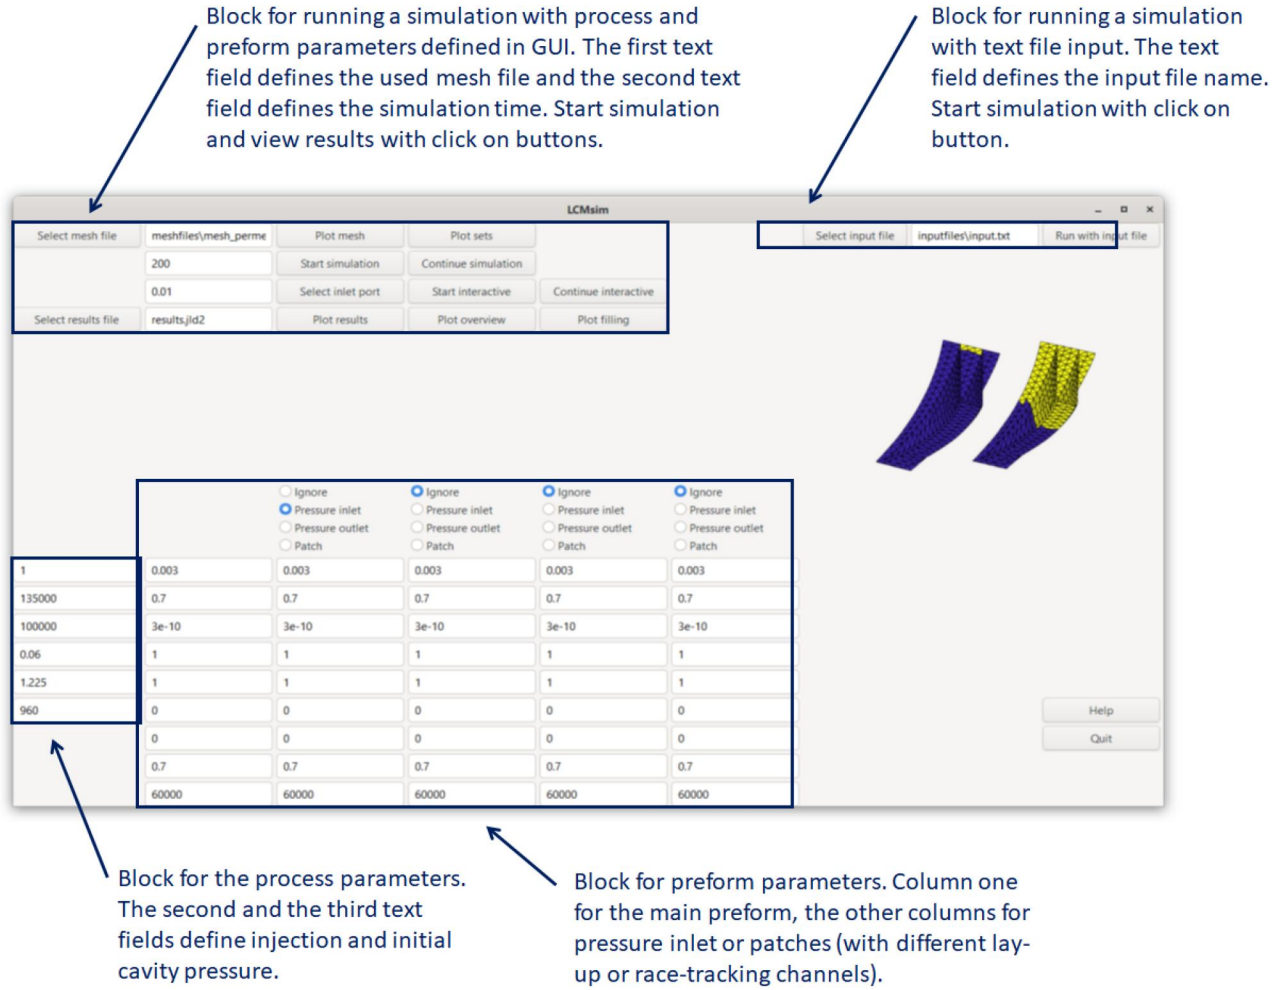 Block for running a simulation with process and
preform parameters defined in GUI. The first text
field defines the used mesh file and the second text
field defines the simulation time. Start simulation
and view results with click on buttons.
Block for running a simulation
with text file input. The text
field defines the input file name.
Start simulation with click on
button.
LCMsim
Select mesh file meshfiles\mesh_perme Plot mesh Plot sets Select input file inputfiles\input.txt Run with input file
200 Start simulation Continue simulation
0.01 Select inlet port Start interactive Continue interactive
Select results file results.jld2 Plot results Plot overview Plot filling
Ignore Ignore Ignore Ignore
Pressure inlet Pressure inlet Pressure inlet Pressure inlet
Pressure outlet Pressure outlet Pressure outlet Pressure outlet
Patch Patch Patch Patch
1 0.003 0.003 0.003 0.003 0.003
135000 0.7 0.7 0.7 0.7 0.7
100000 3e-10 3e-10 3e-10 3e-10 3e-10
0.06 1 1 1 1 1
1.225 1 1 1 1 1
960 0 0 0 0 0 Help
0 0 0 0 0 Quit
0.7 0.7 0.7 0.7 0.7
60000 60000 60000 60000 60000
Block for the process parameters.
The second and the third text
fields define injection and initial
cavity pressure.
Block for preform parameters. Column one
for the main preform, the other columns for
pressure inlet or patches (with different lay-
up or race-tracking channels).